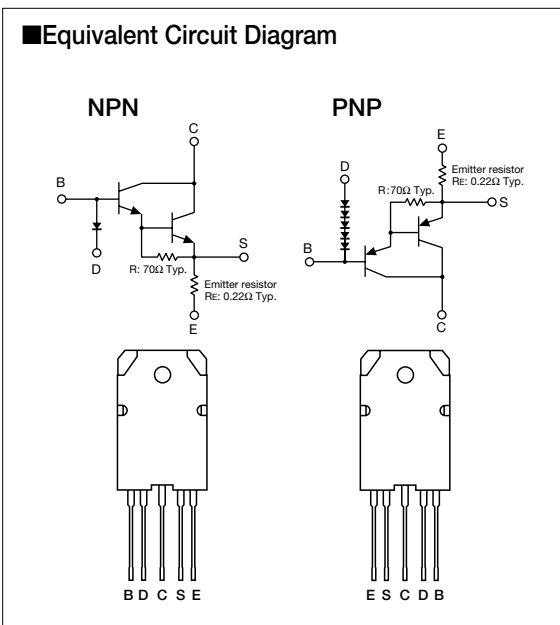 ■Equivalent Circuit Diagram
NPN
C
B
D
S
R: 70Ω Typ.
Emitter resistor
RE: 0.22Ω Typ.
E
PNP
E
D
Emitter resistor
RE: 0.22Ω Typ.
R:70Ω Typ.
S
B
C
B D C S E
E S C D B